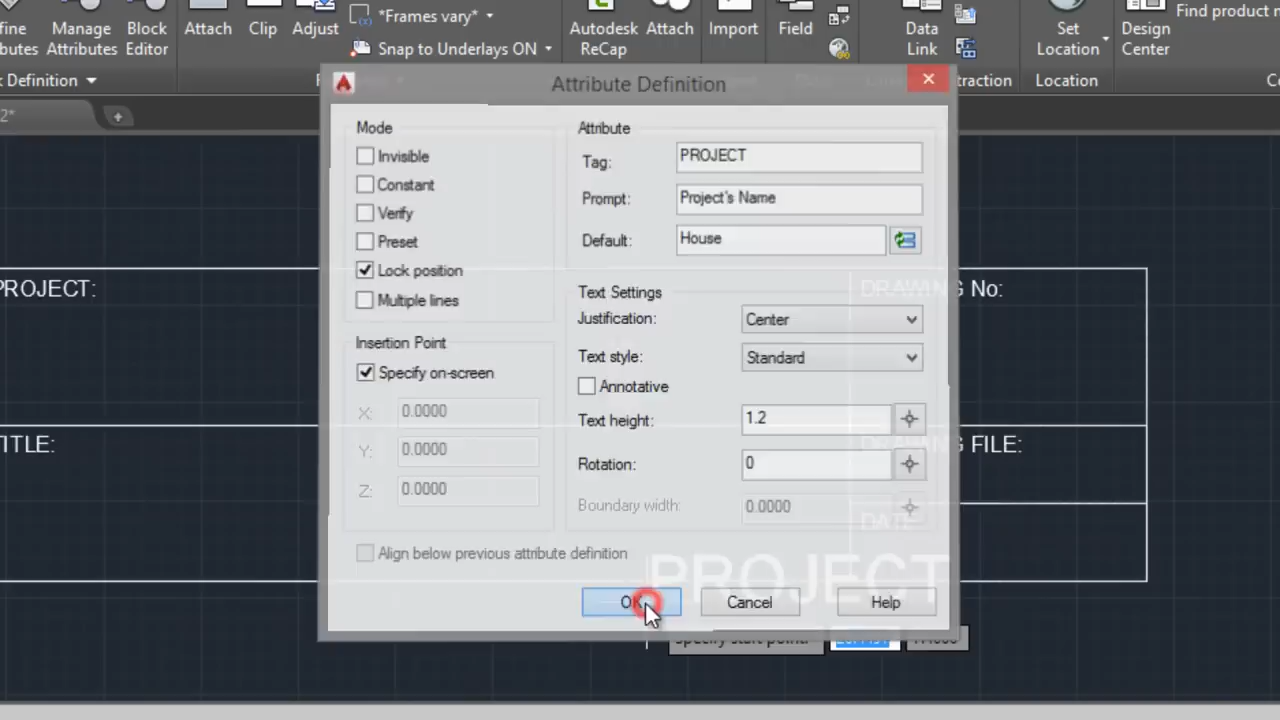 *Frames vary*
Find product
fine
butes
Manage
Attributes
Block
Editor
Attach
Clip
Adjust
Snap to Underlays ON
Autodesk
ReCap
Attach
Import
Field
Data
Link
Set
Location
Design
Center
k Definition
raction
Location
2*
+
Attribute Definition
Mode
Invisible
Constant
Verify
Preset
Lock position
Multiple lines
Insertion Point
Specify on-screen
X: 0.0000
Y: 0.0000
Z: 0.0000
Attribute
Tag: PROJECT
Prompt: Project's Name
Default: House
Text Settings
Justification: Center
Text style: Standard
Annotative
Text height: 1.2
Rotation: 0
Boundary width: 0.0000
Align below previous attribute definition
OK
Cancel
Help
PROJECT:
DRAWING No:
TITLE:
DRAWING FILE:
DATE
PROJECT
Specify start point: